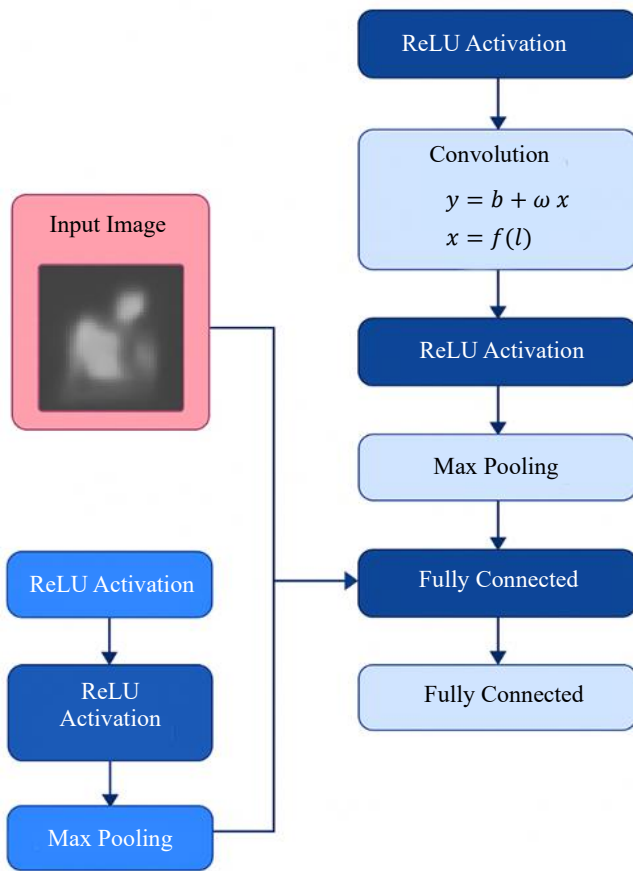 Input Image
ReLU Activation
ReLU
Activation
Max Pooling
ReLU Activation
Convolution
y = b + ω x
x = f(l)
ReLU Activation
Max Pooling
Fully Connected
Fully Connected